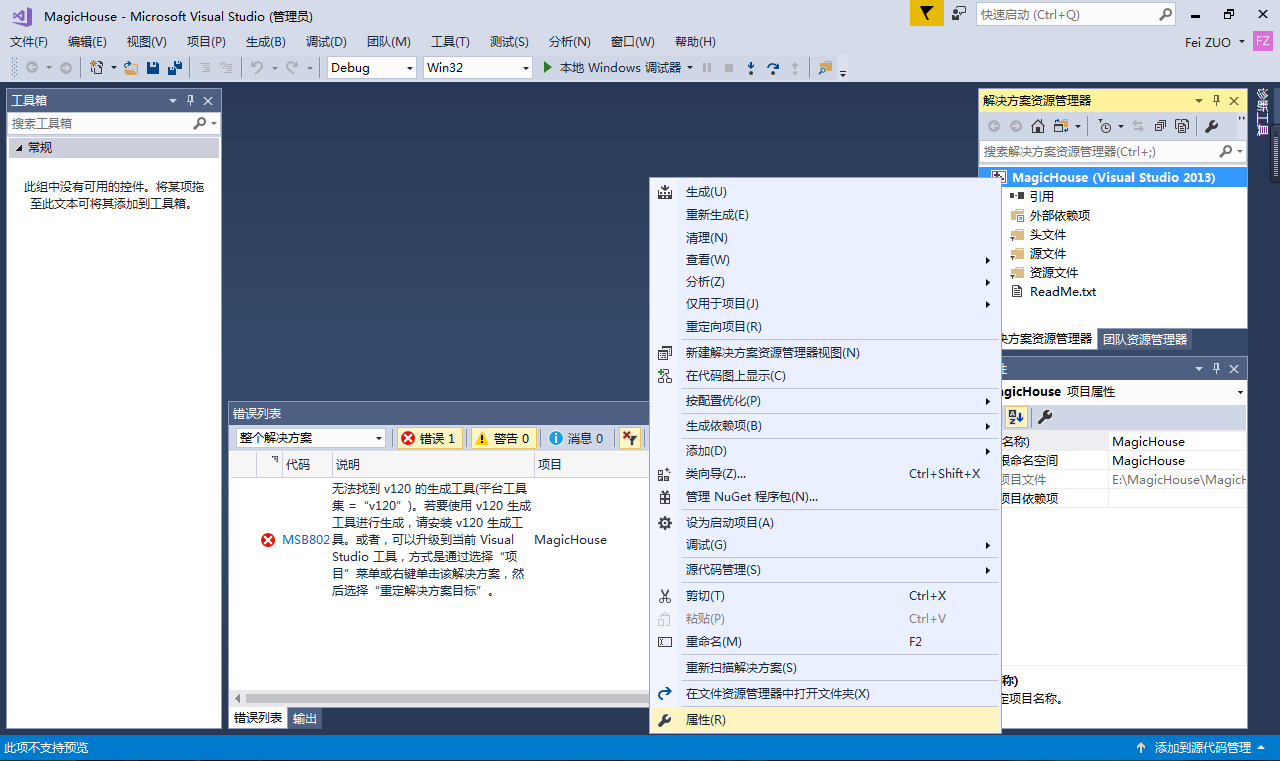 MagicHouse - Microsoft Visual Studio (管理员)
快速启动 (Ctrl+Q)
文件(F) 编辑(E) 视图(V) 项目(P) 生成(B) 调试(D) 团队(M) 工具(T) 测试(S) 分析(N) 窗口(W) 帮助(H)
Fei ZUO FZ
Debug Win32 本地 Windows 调试器
工具箱
搜索工具箱
常规
此组中没有可用的控件。将某项拖
至此文本可将其添加到工具箱。
错误列表
整个解决方案 错误 1 警告 0 消息 0
代码 说明 项目
无法找到 v120 的生成工具(平台工具
集 =“v120”)。若要使用 v120 生成
工具进行生成，请安装 v120 生成工
具。或者，可以升级到当前 Visual
Studio 工具，方式是通过选择“项
目”菜单或右键单击该解决方案，然
后选择“重定解决方案目标”。
MSB802
MagicHouse
错误列表 输出
生成(U)
重新生成(E)
清理(N)
查看(W)
分析(Z)
仅用于项目(J)
重定向项目(R)
新建解决方案资源管理器视图(N)
在代码图上显示(C)
按配置优化(P)
生成依赖项(B)
添加(D)
类向导(Z)... Ctrl+Shift+X
管理 NuGet 程序包(N)...
设为启动项目(A)
调试(G)
源代码管理(S)
剪切(T) Ctrl+X
粘贴(P) Ctrl+V
重命名(M) F2
重新扫描解决方案(S)
在文件资源管理器中打开文件夹(X)
属性(R)
解决方案资源管理器
搜索解决方案资源管理器(Ctrl+;)
MagicHouse (Visual Studio 2013)
引用
外部依赖项
头文件
源文件
资源文件
ReadMe.txt
决方案资源管理器 团队资源管理器
性
agicHouse 项目属性
名称) MagicHouse
根命名空间 MagicHouse
项目文件 E:\MagicHouse\MagicH
项目依赖项
称)
定项目名称。
诊断工具
此项不支持预览
添加到源代码管理